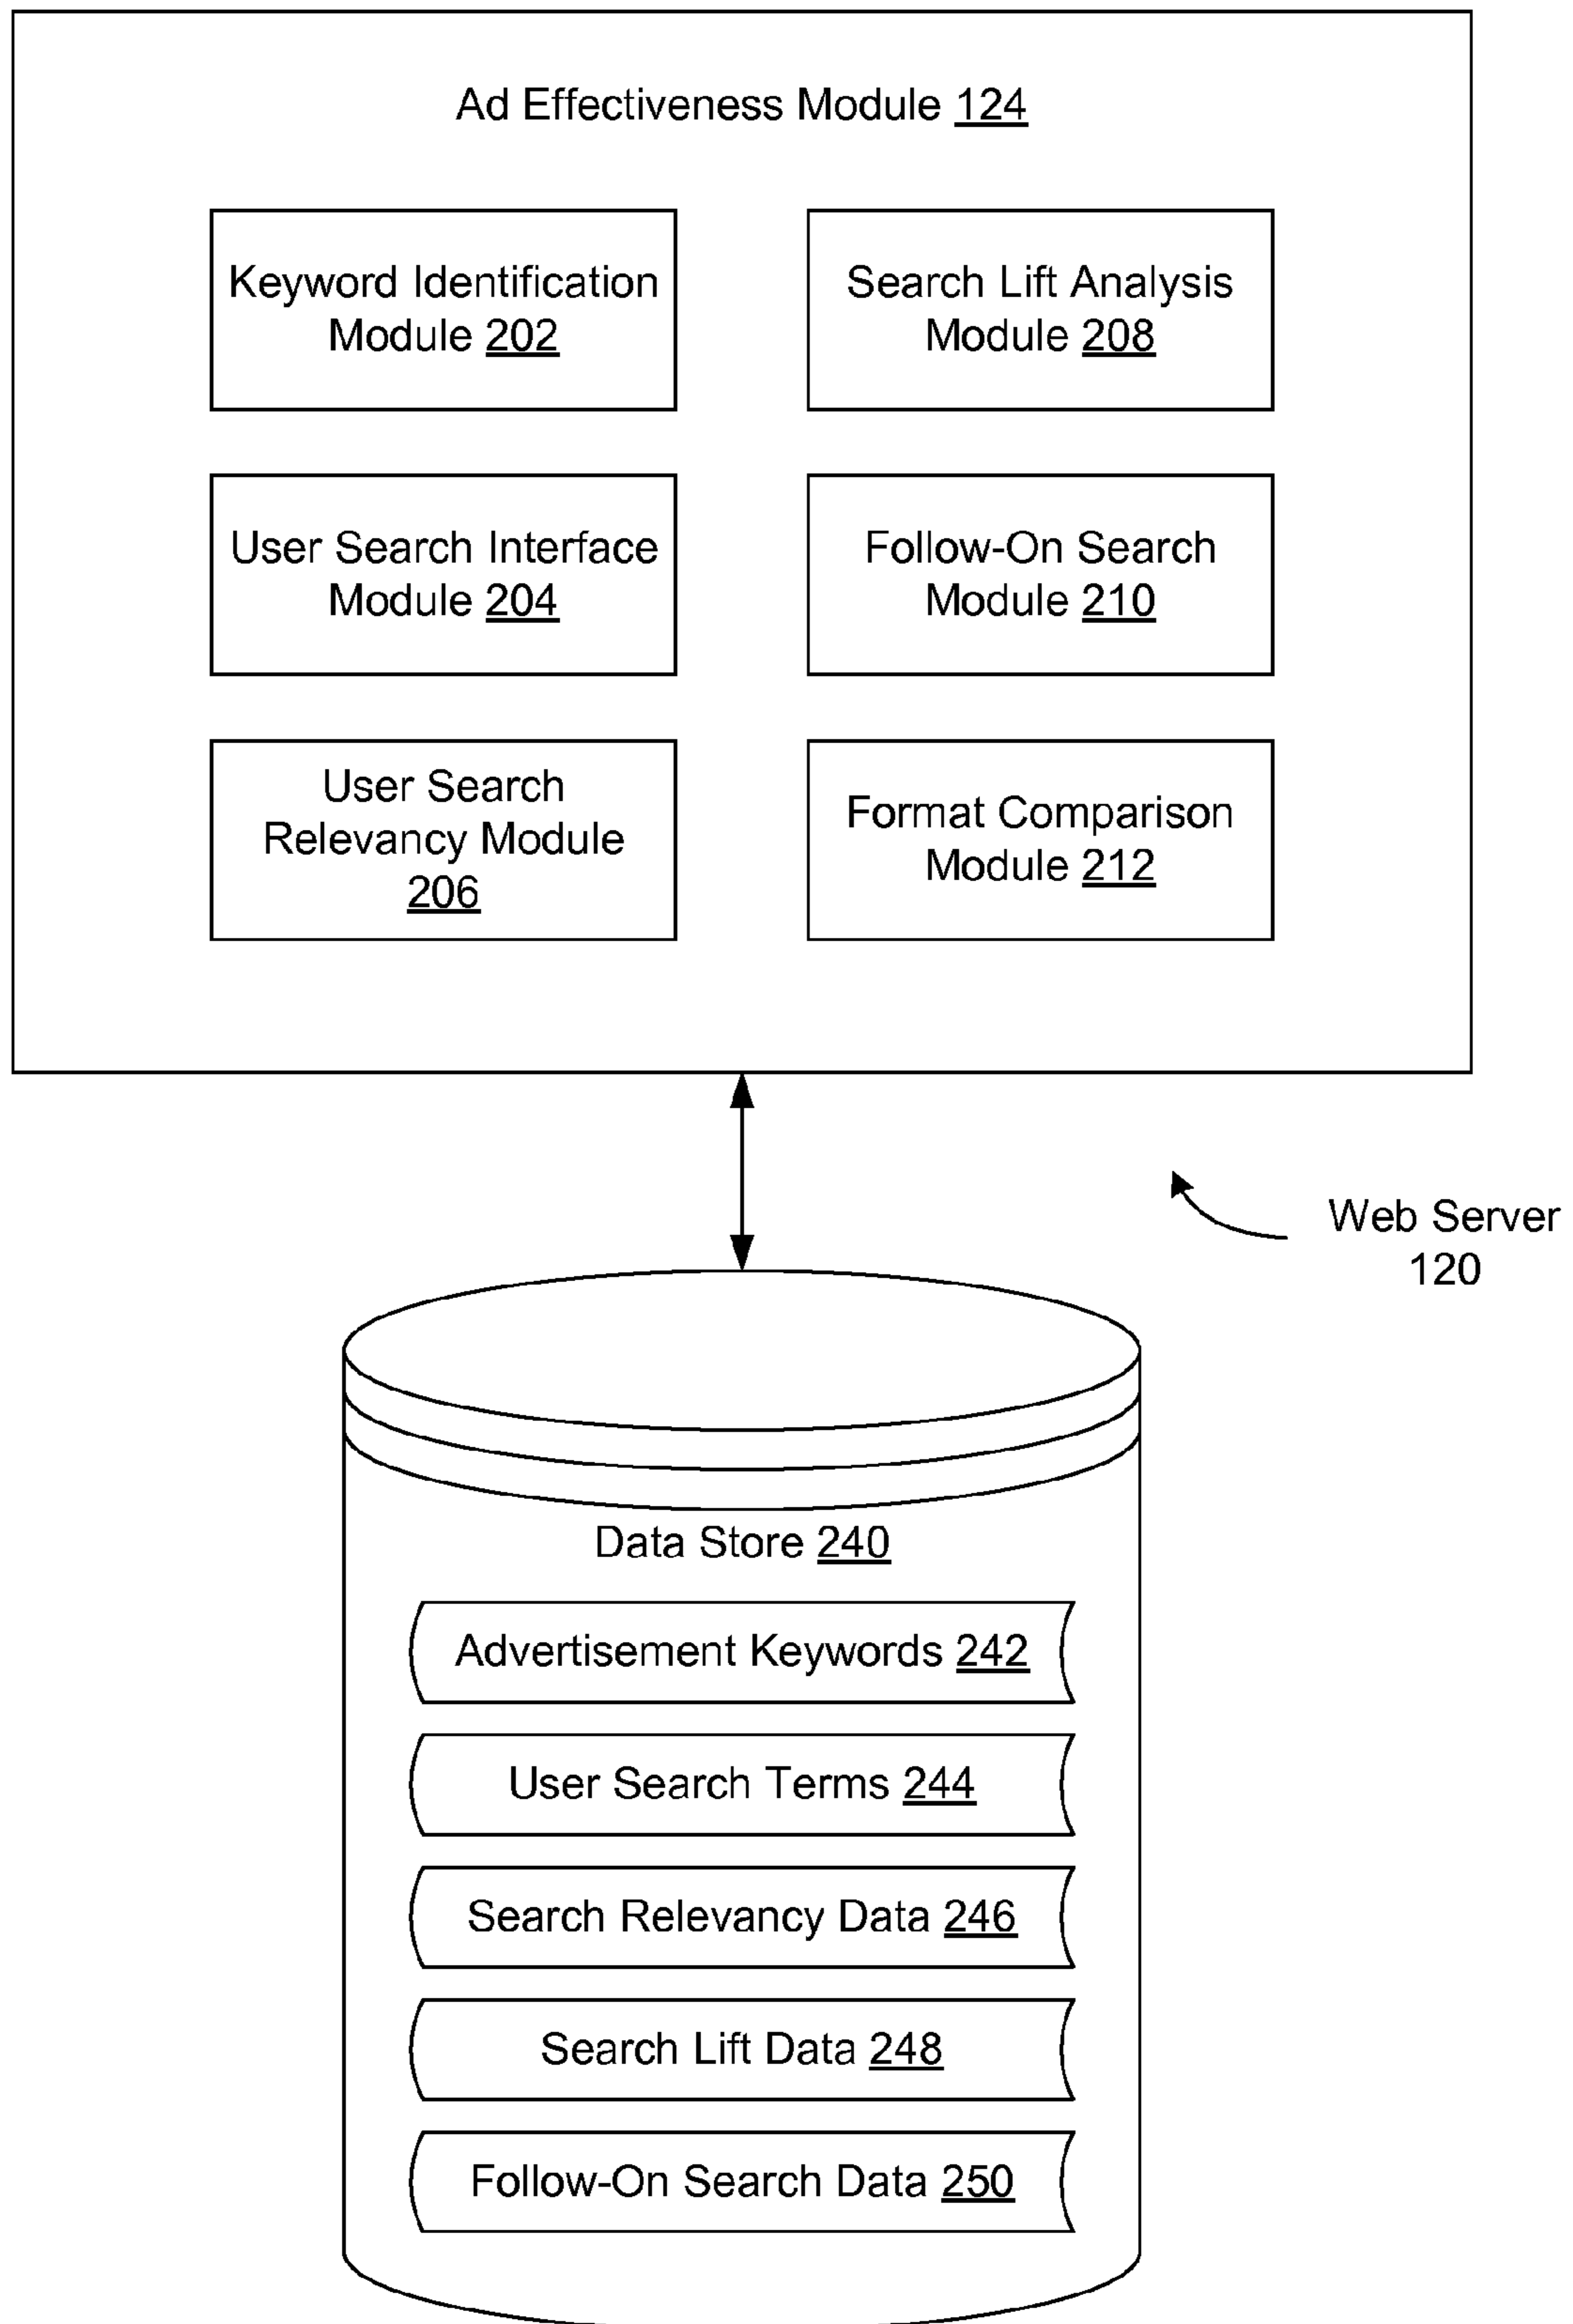 Ad Effectiveness Module 124
Keyword Identification
Module 202
Search Lift Analysis
Module 208
User Search Interface
Module 204
Follow-On Search
Module 210
User Search
Relevancy Module
206
Format Comparison
Module 212
Web Server
120
Data Store 240
Advertisement Keywords 242
User Search Terms 244
Search Relevancy Data 246
Search Lift Data 248
Follow-On Search Data 250